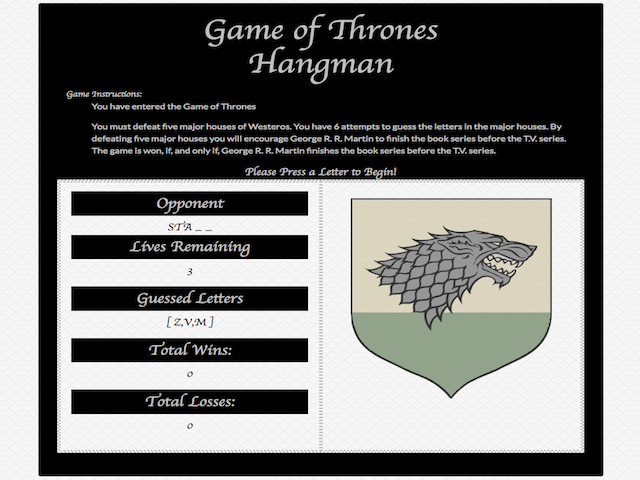 Game of Thrones
Hangman
Game Instructions:
You have entered the Game of Thrones
You must defeat five major houses of Westeros. You have 6 attempts to guess the letters in the major houses. By
defeating five major houses you will encourage George R. R. Martin to finish the book series before the T.V. series.
The game is won, if, and only if, George R. R. Martin finishes the book series before the T.V. series.
Please Press a Letter to Begin!
Opponent
STA _ _
Lives Remaining
3
Guessed Letters
[ Z,V,M ]
Total Wins:
0
Total Losses:
0